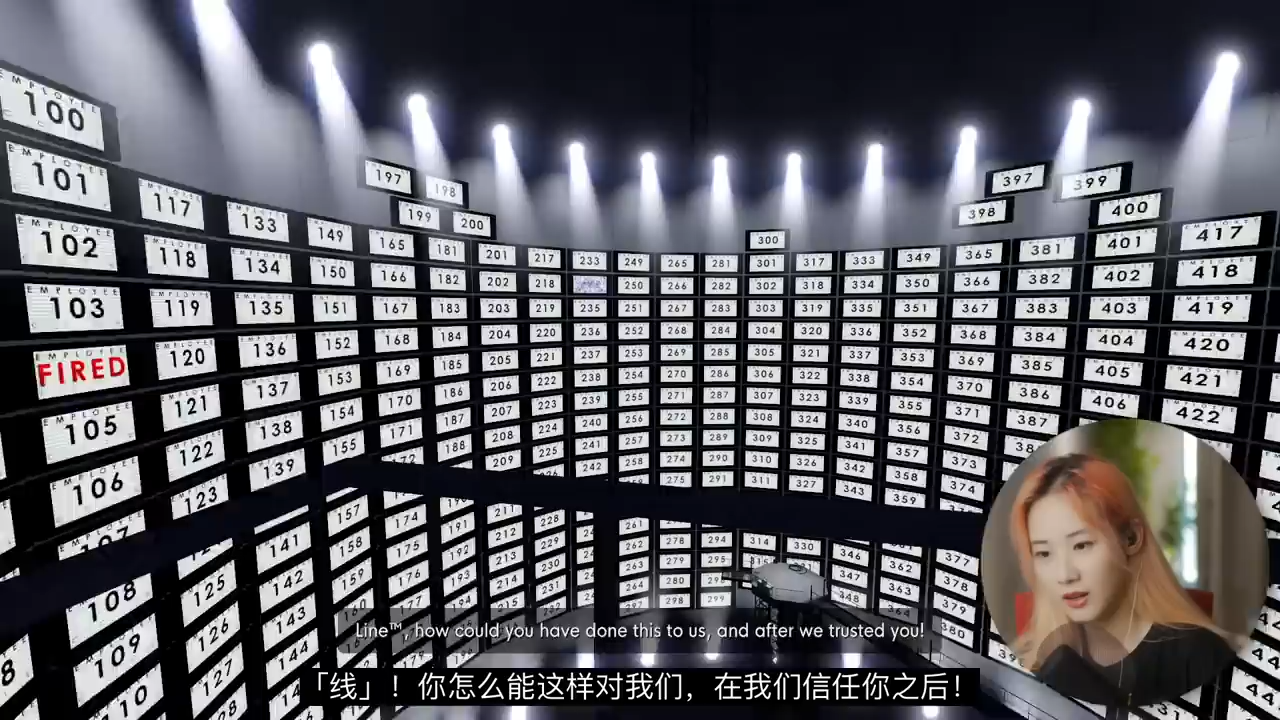 EMPLOYEE
100
197 397 399
198
199 200 398 400
300
EMPLOYEE
101 117 133 149 165 181 201 217 233 249 265 281 301 317 333 349 365 381 401 417
EMPLOYEE
102 118 134 150 166 182 202 218 250 266 282 302 318 334 350 366 382 402 418
EMPLOYEE
103 119 135 151 167 183 203 219 235 251 267 283 303 319 335 351 367 383 403 419
EMPLOYEE
FIRED 120 136 152 168 184 204 220 236 252 268 284 304 320 336 352 368 384 404 420
EMPLOYEE
105 121 137 153 169 185 205 221 237 253 269 285 305 321 337 353 369 385 405 421
EMPLOYEE
106 122 138 154 170 186 206 222 238 254 270 286 306 322 338 354 370 386 406 422
EMPLOYEE
107 123 139 155 171 187 207 223 239 255 271 287 307 323 339 355 371 387
188 208 224 240 256 272 288 308 324 340 356 372
209 225 241 257 273 289 309 325 341 357 373
242 258 274 290 310 326 342 358 374
275 291 311 327 343 359
108 141 157 174 191 211 228 261
109 125 142 158 175 192 212 229 262 278 294 314 330 346 362 377
126 143 159 176 193 213 230 263 279 295 347 363 378
127 144 160 194 214 264 280 296 348 364 379
215 298 299 380
Line™, how could you have done this to us, and after we trusted you!
「线」！你怎么能这样对我们，在我们信任你之后！